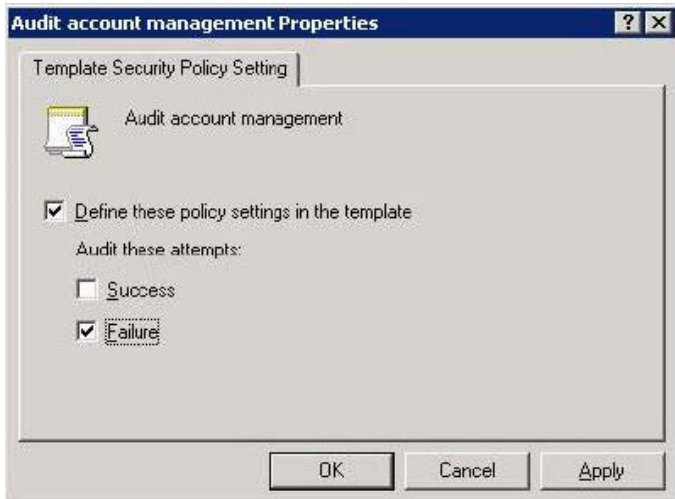 Audit account management Properties
Template Security Policy Setting
Audit account management
Define these policy settings in the template
Audit these attempts:
Success
Failure
OK
Cancel
Apply